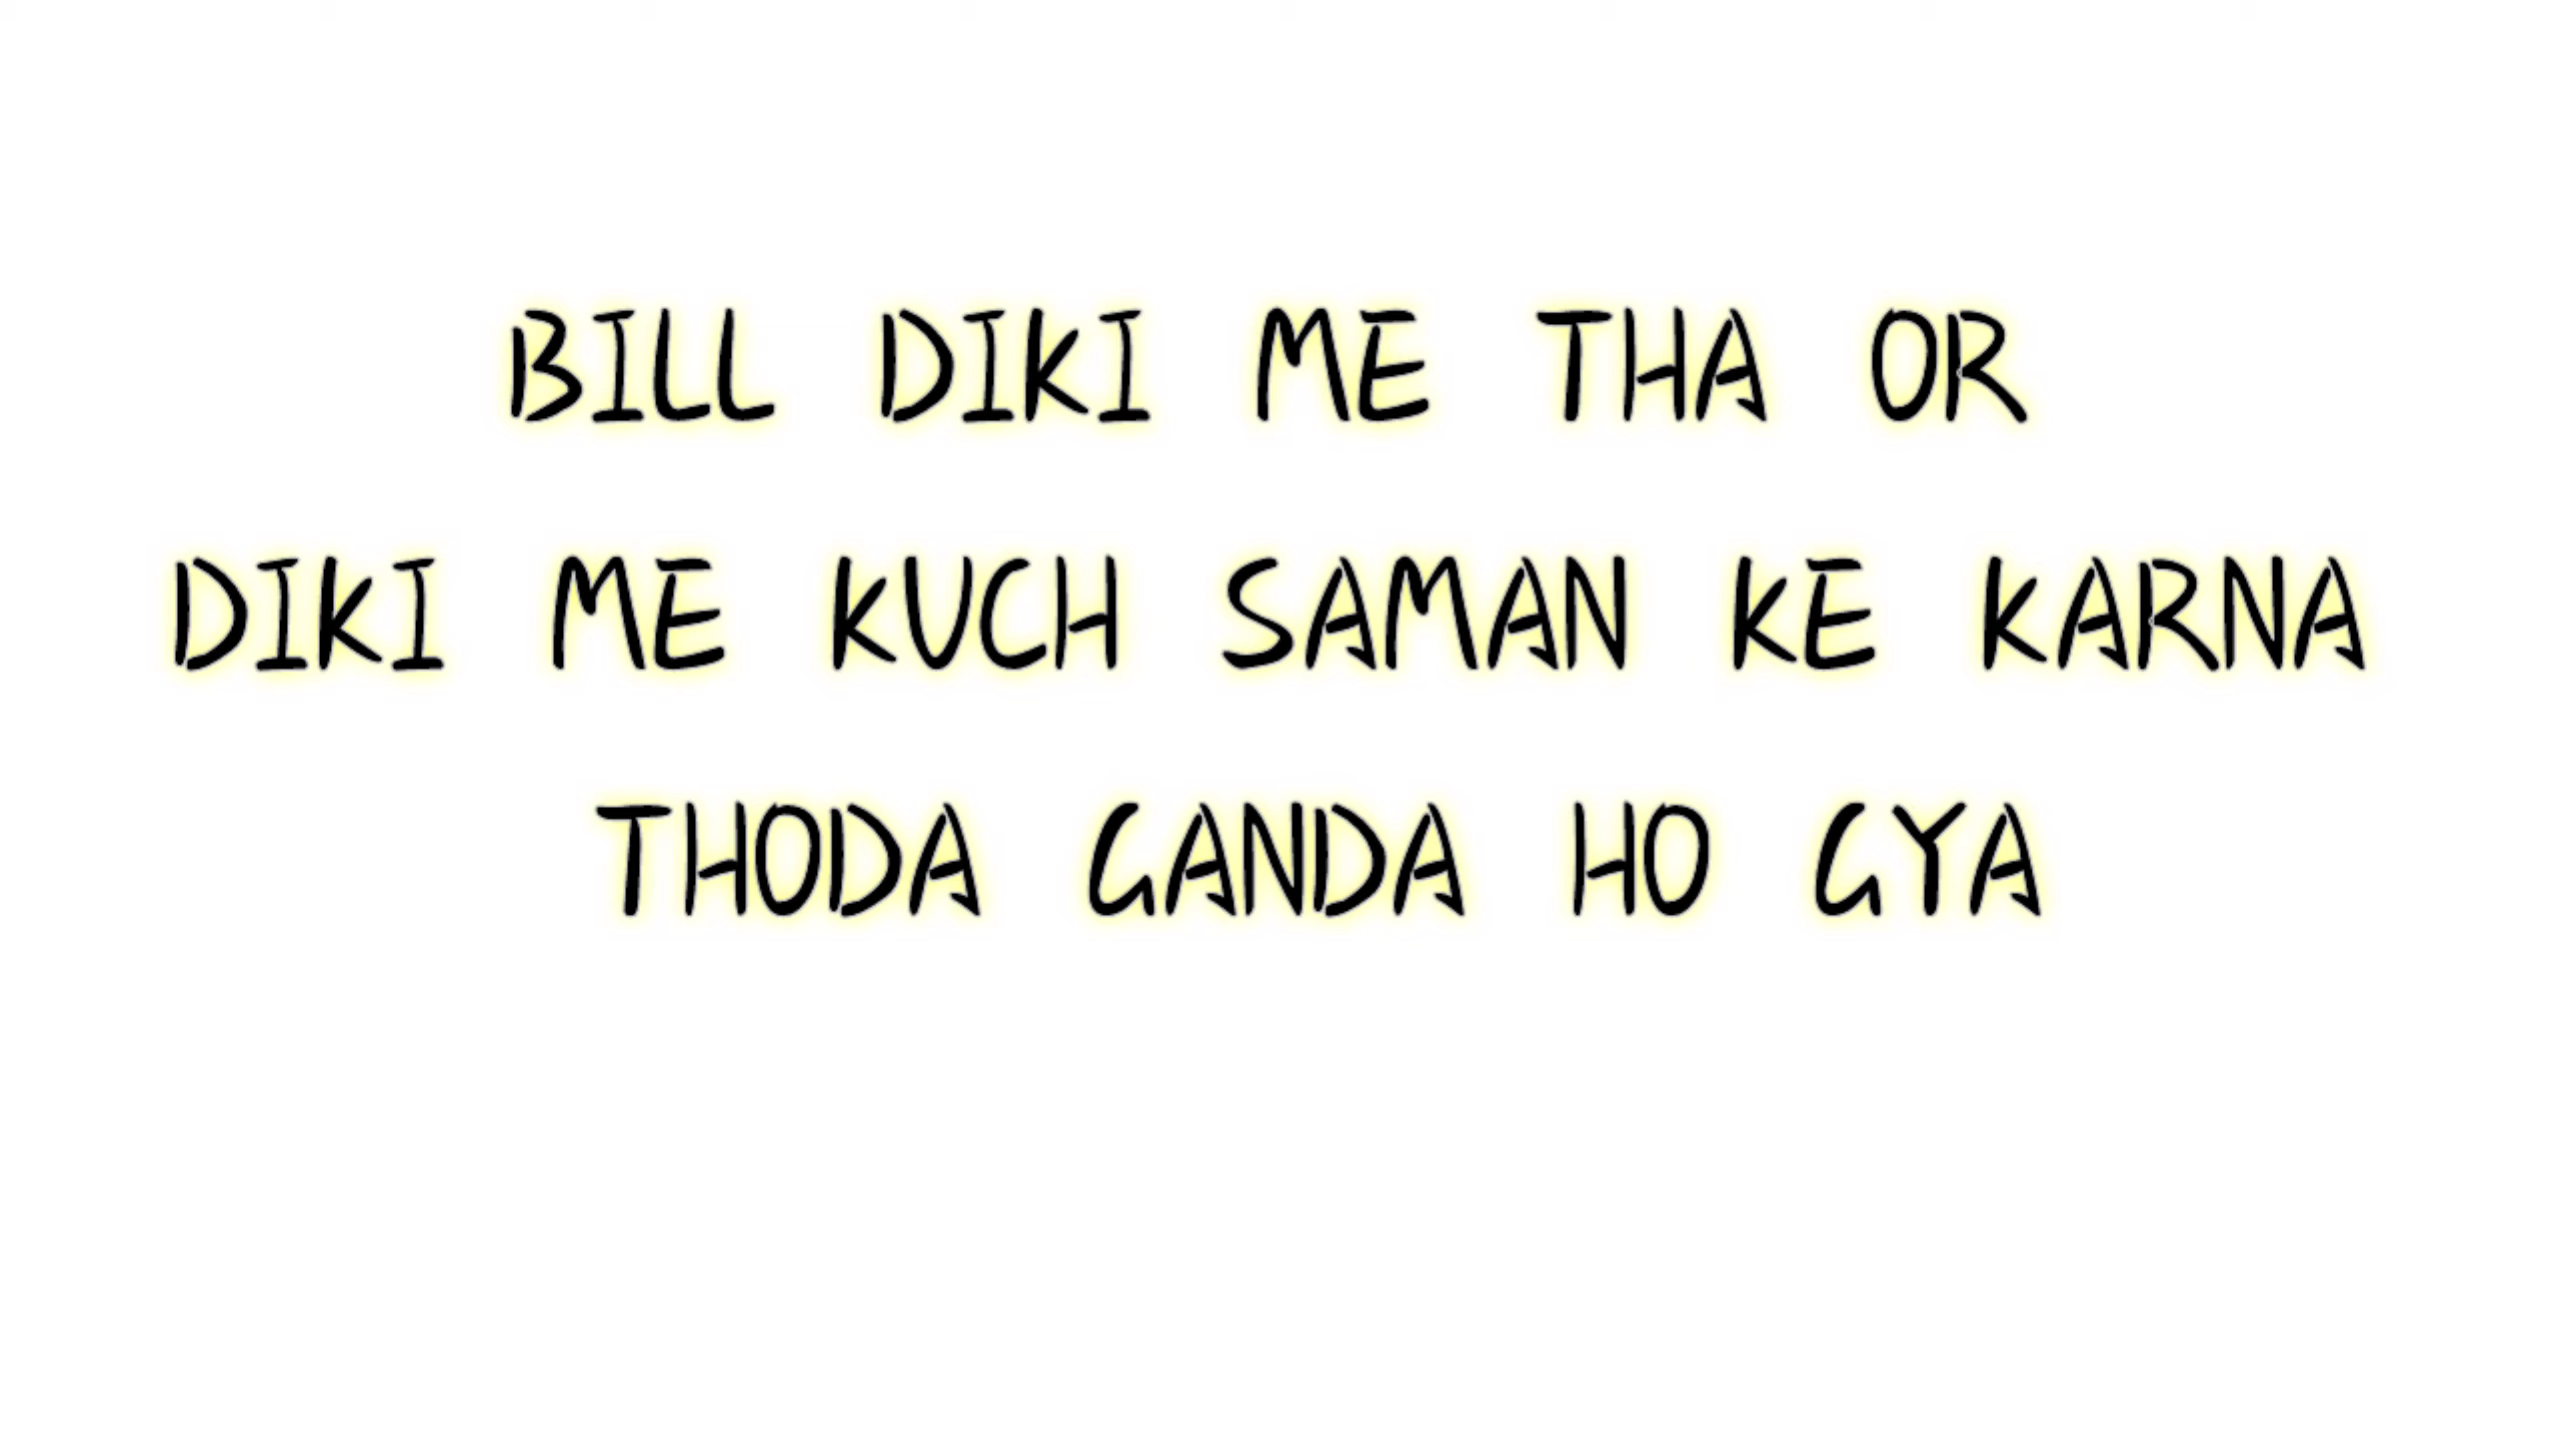 BILL DIKI ME THA OR
DIKI ME KUCH SAMAN KE KARNA
THODA GANDA HO GYA